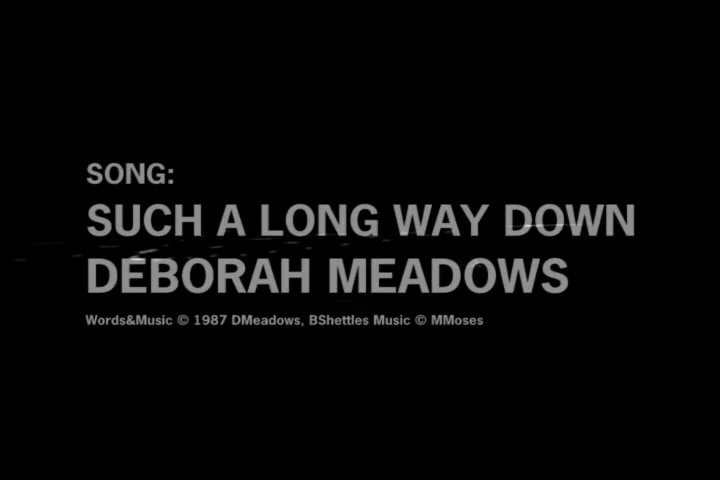 SONG:
SUCH A LONG WAY DOWN
DEBORAH MEADOWS
Words&Music © 1987 DMeadows, BShettles Music © MMoses